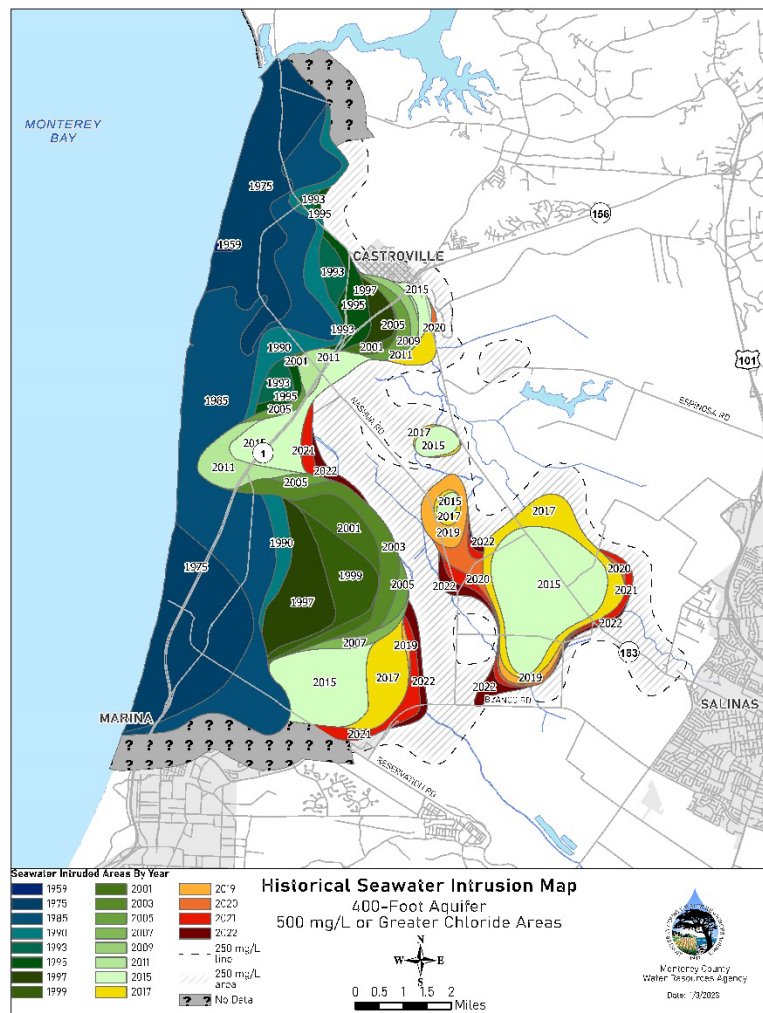 MONTEREY
BAY
1975
1993
1995
156
1959
CASTROVILLE
1993
1997
2015
1995
1993
2005
2020
2009
2001
2011
1990
2001
2011
101
1993
1985
1995
2005
NASHUA RD
ESPINOSA RD
2017
2015
2015
1
2021
2011
2022
2005
2015
2017
2017
2001
2019
1990
2003
2022
1975
1999
2020
2022
2005
2015
2020
2021
1997
2022
2007
2019
183
2015
2017
2022
2022
2019
BLANCO RD
SALINAS
MARINA
2021
RESERVATION RD
? ? ? ? ? ? ?
Seawater Intruded Areas By Year
1959
1975
1985
1990
1993
1995
1997
1999
2001
2003
2005
2007
2009
2011
2015
2017
2019
2020
2021
2022
250 mg/L
line
250 mg/L
area
? ? No Data
Historical Seawater Intrusion Map
400-Foot Aquifer
500 mg/L or Greater Chloride Areas
N
W E
S
0 0.5 1 1.5 2
Miles
Monterey County
Water Resources Agency
Date: 1/3/2023